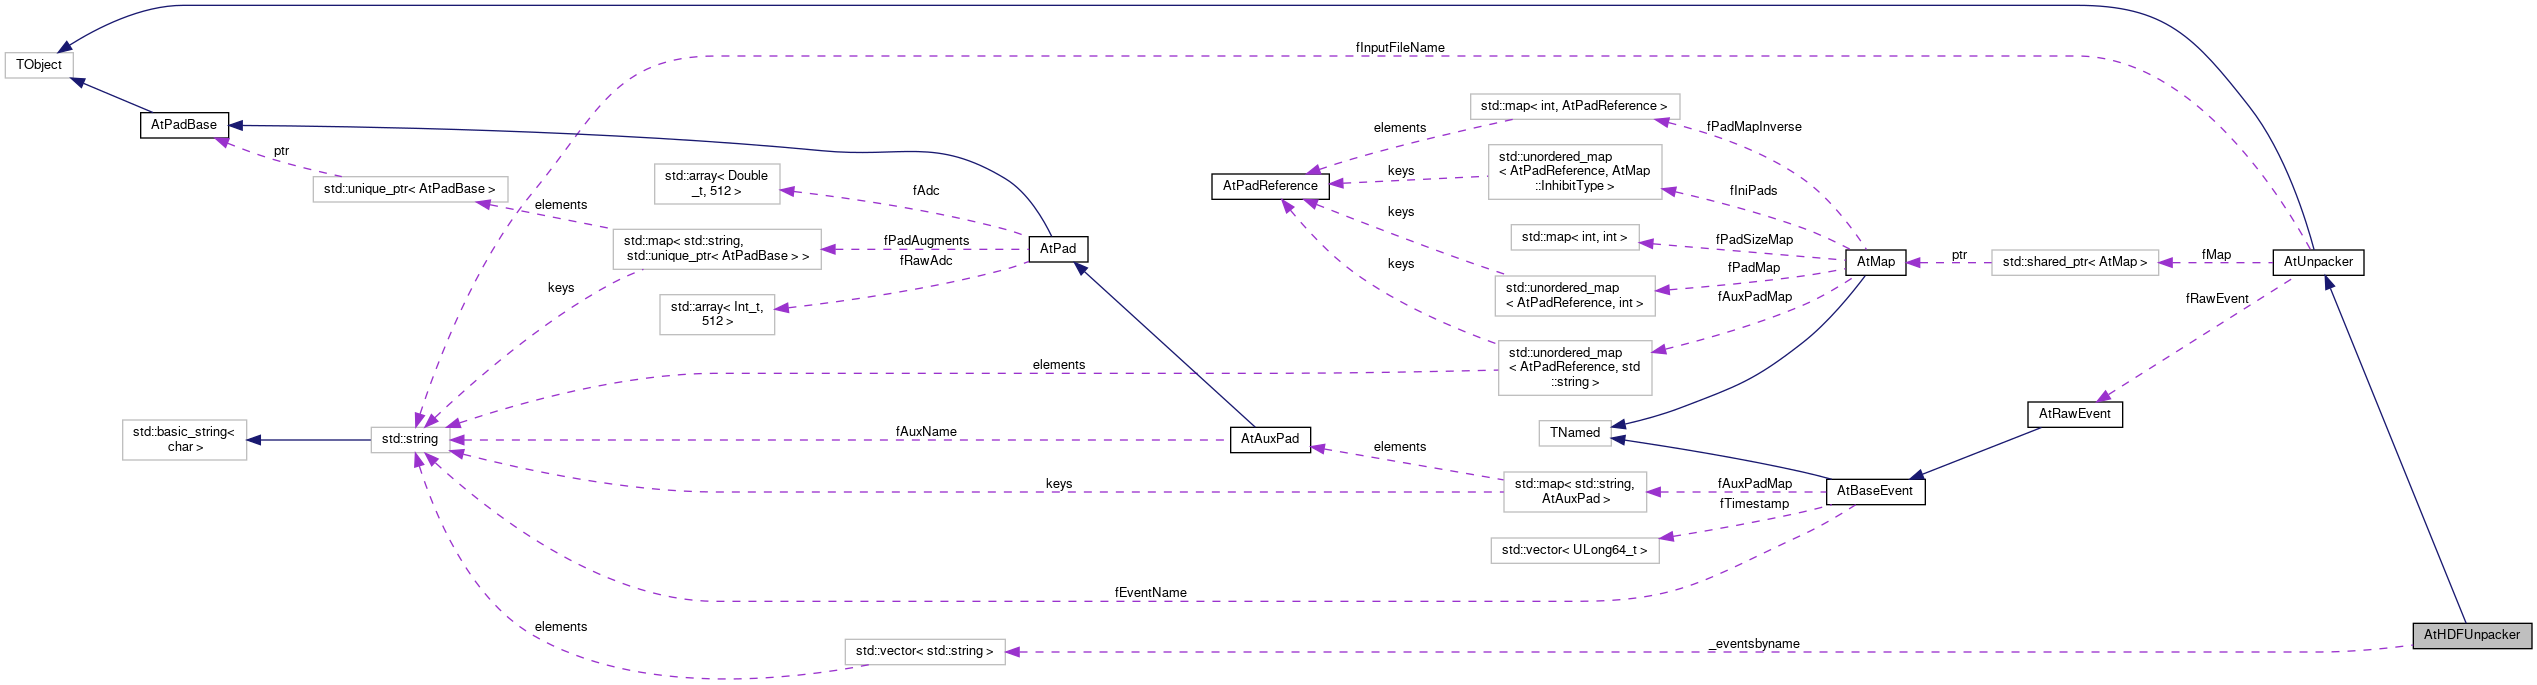 fInputFileName
TObject
std::map< int, AtPadReference >
AtPadBase
fPadMapInverse
elements
ptr
std::unordered_map
< AtPadReference, AtMap
::InhibitType >
keys
std::array< Double
_t, 512 >
fAdc
AtPadReference
fIniPads
std::unique_ptr< AtPadBase >
elements
keys
std::map< int, int >
fPadSizeMap
std::map< std::string,
std::unique_ptr< AtPadBase > >
fPadAugments
AtPad
fRawAdc
AtMap
ptr
std::shared_ptr< AtMap >
fMap
AtUnpacker
keys
fPadMap
keys
std::unordered_map
< AtPadReference, int >
fAuxPadMap
fRawEvent
std::array< Int_t,
512 >
std::unordered_map
< AtPadReference, std
::string >
elements
AtRawEvent
std::basic_string<
char >
std::string
fAuxName
AtAuxPad
TNamed
elements
keys
std::map< std::string,
AtAuxPad >
fAuxPadMap
AtBaseEvent
fTimestamp
std::vector< ULong64_t >
fEventName
elements
std::vector< std::string >
_eventsbyname
AtHDFUnpacker